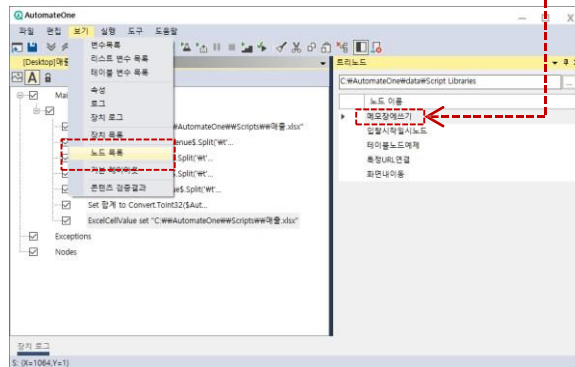 AutomateOne
파일 편집 보기 실행 도구 도움말
변수목록
리스트 변수 목록
테이블 변수 목록
속성
로그
장치 로그
장치 목록
노드 목록
콘텐츠 검증결과
[Desktop]매출
Mai
#AutomateOne₩₩Scripts₩₩매출.xlsx"
enue$.Split('₩t'...
.Split('₩t'...
.Split('₩t'...
e$.Split('₩t'...
Set 합계 to Convert.ToInt32($Aut...
ExcelCellValue set "C:₩₩AutomateOne₩₩Scripts₩₩매출.xlsx"
Exceptions
Nodes
장치 로그
S: (X=1064,Y=1)
트리노드
C:₩AutomateOne₩data₩Script Libraries
...
노드 이름
메모장에쓰기
입찰시작일시노드
테이블노드예제
특정URL연결
화면내이동